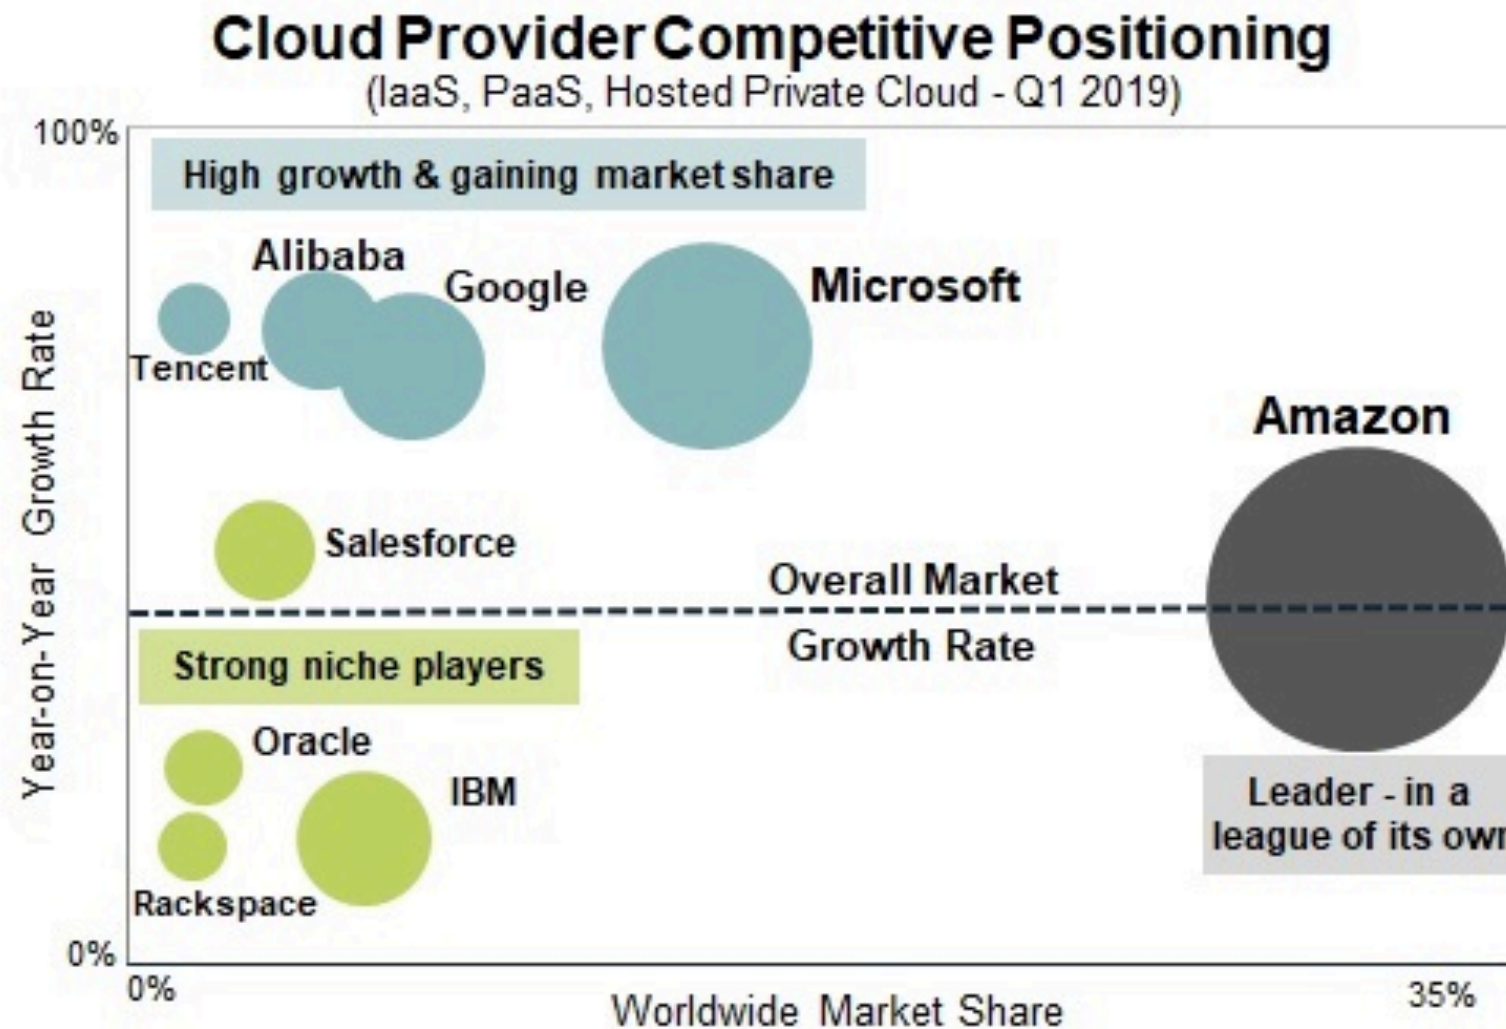 Cloud Provider Competitive Positioning
(IaaS, PaaS, Hosted Private Cloud - Q1 2019)
100%
High growth & gaining market share
Alibaba
Google
Microsoft
Tencent
Amazon
Year-on-Year Growth Rate
Salesforce
Overall Market
Growth Rate
Strong niche players
Oracle
IBM
Leader - in a
league of its own
Rackspace
0%
0%
35%
Worldwide Market Share